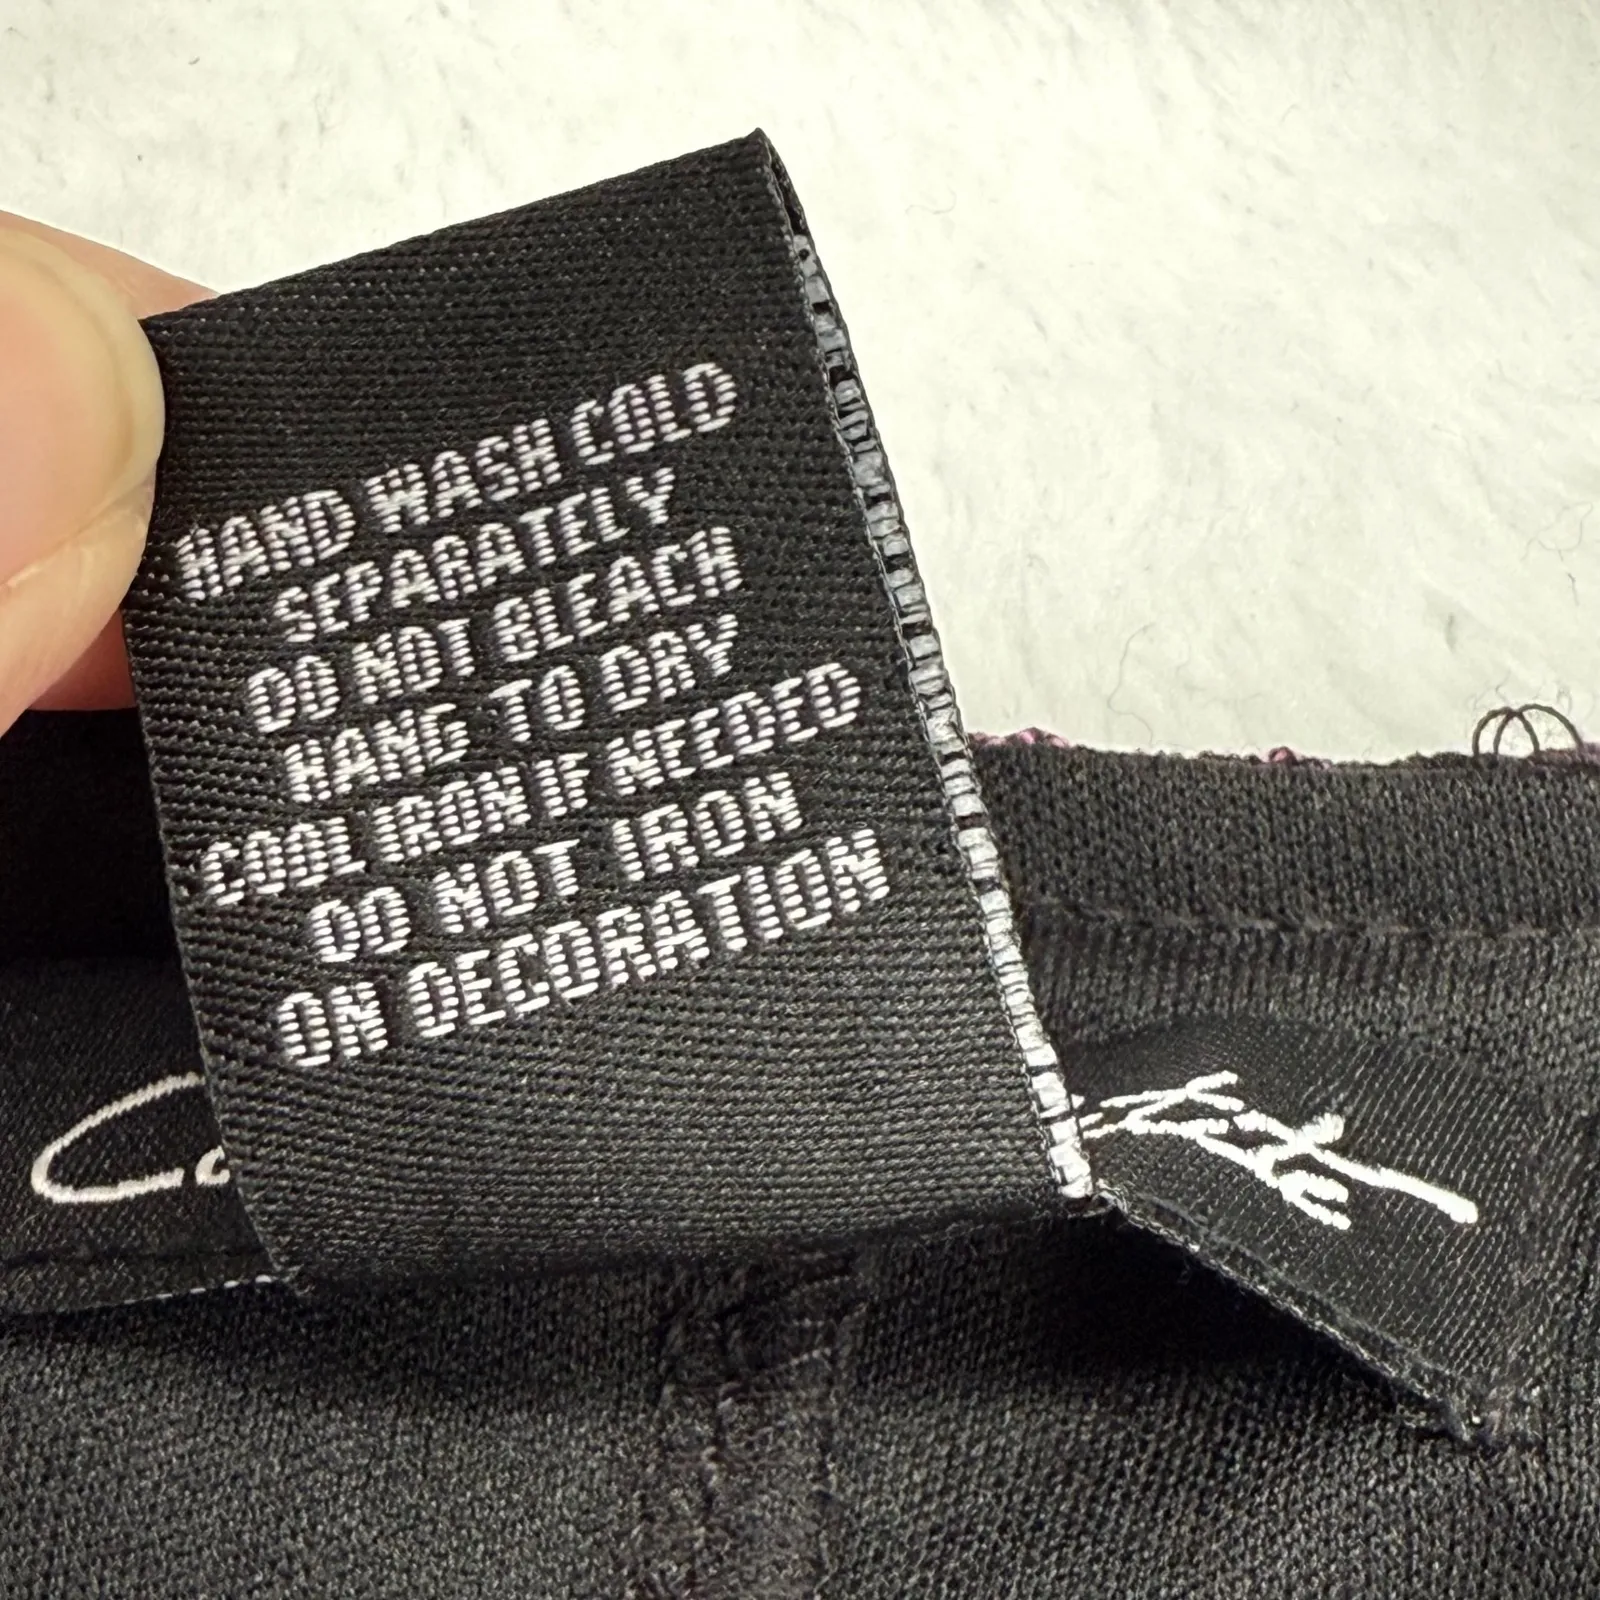 HAND WASH COLD
SEPARATELY
DO NOT BLEACH
HANG TO DRY
COOL IRON IF NEEDED
DO NOT IRON
ON DECORATION